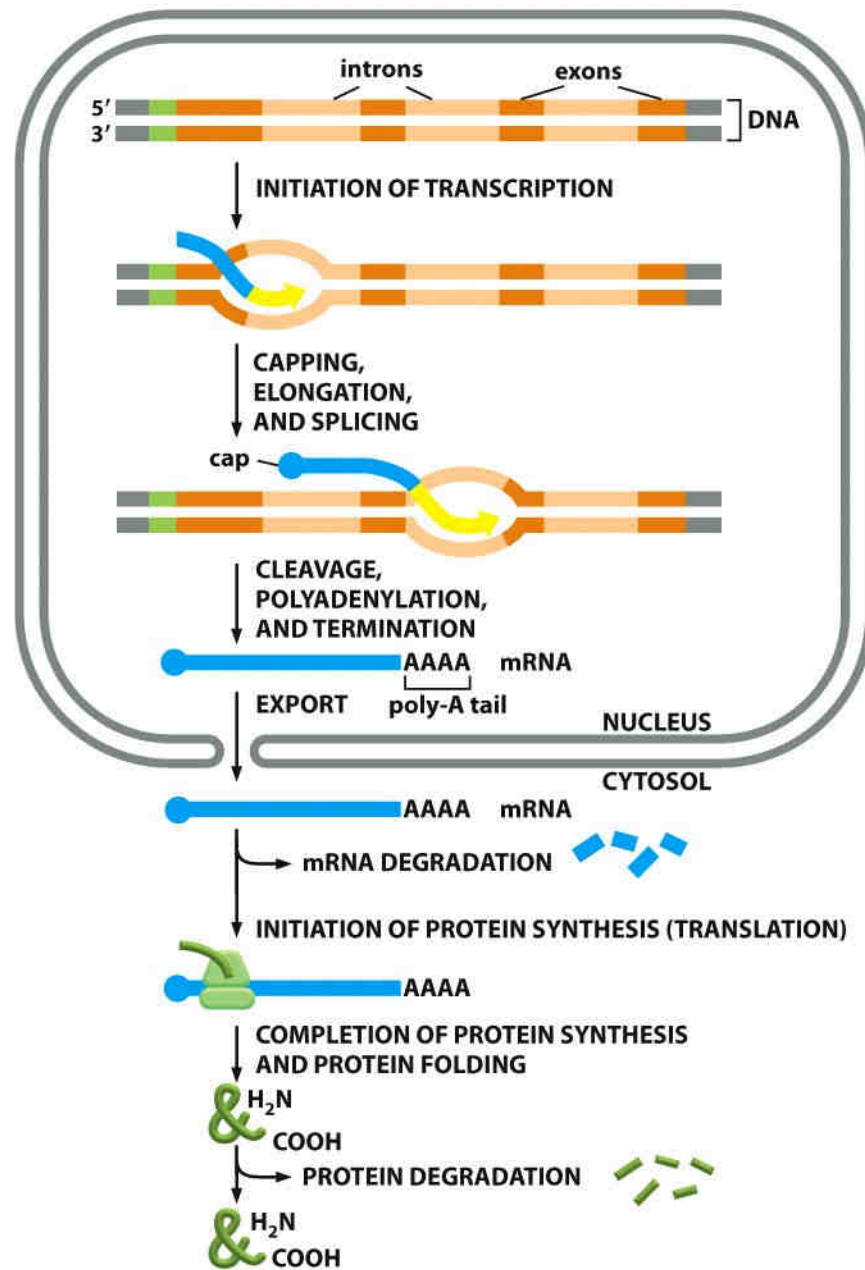 introns exons
5′
3′
DNA
INITIATION OF TRANSCRIPTION
CAPPING,
ELONGATION,
AND SPLICING
cap
CLEAVAGE,
POLYADENYLATION,
AND TERMINATION
AAAA mRNA
EXPORT poly-A tail
NUCLEUS
CYTOSOL
AAAA mRNA
mRNA DEGRADATION
INITIATION OF PROTEIN SYNTHESIS (TRANSLATION)
AAAA
COMPLETION OF PROTEIN SYNTHESIS
AND PROTEIN FOLDING
H₂N
COOH
PROTEIN DEGRADATION
H₂N
COOH